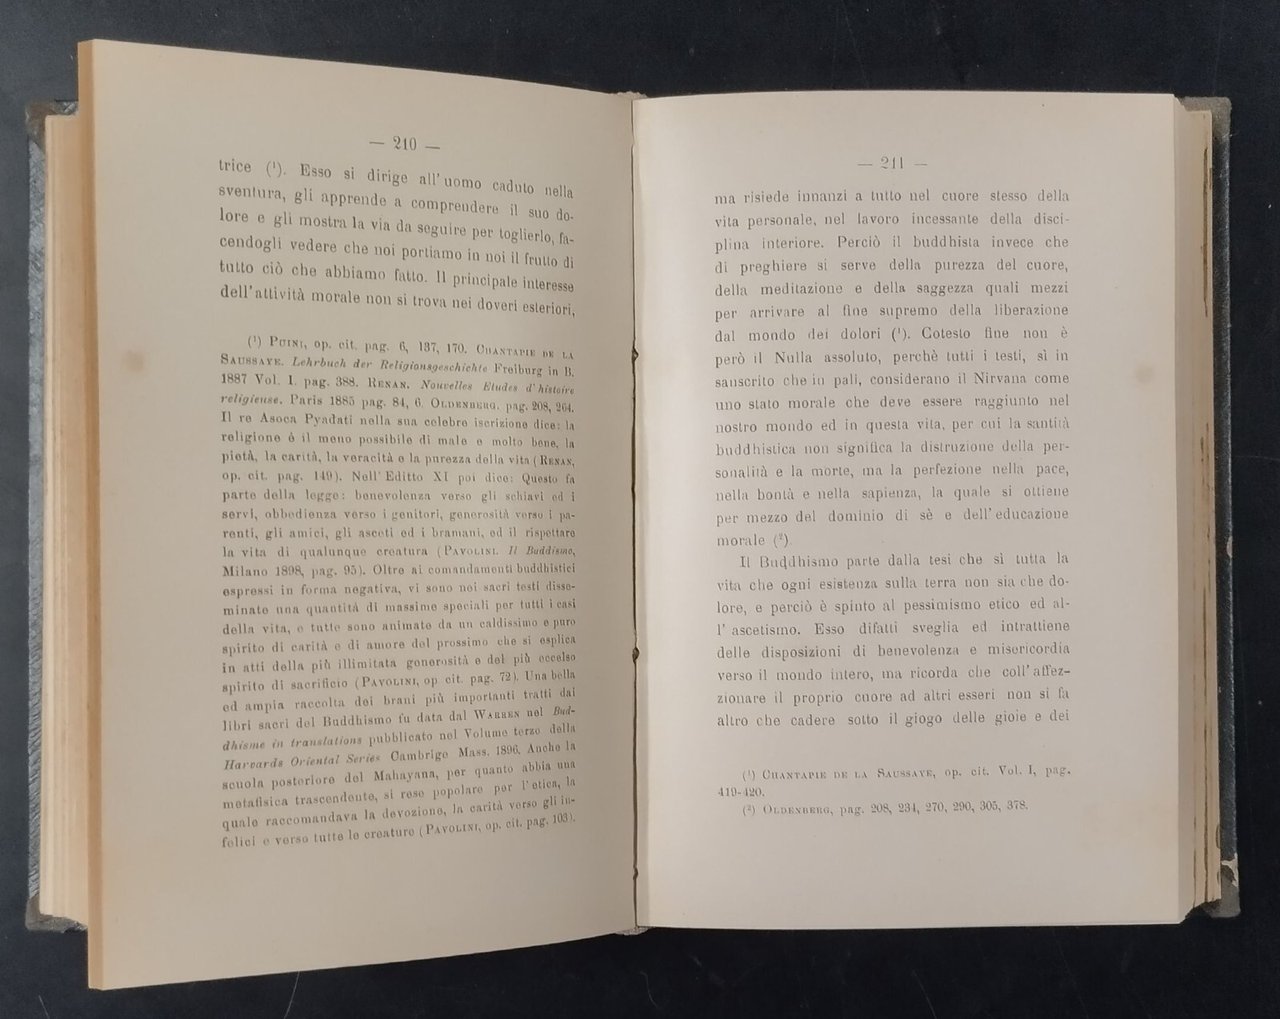 — 210 —
trice (¹). Esso si dirige all'uomo caduto nella
sventura, gli apprende a comprendere il suo do-
lore e gli mostra la via da seguire per toglierlo, fa-
cendogli vedere che noi portiamo in noi il frutto di
tutto ciò che abbiamo fatto. Il principale interesse
dell'attività morale non si trova nei doveri esteriori,
(¹) PUINI, op. cit. pag. 6, 137, 170. CHANTAPIE DE LA
SAUSSAYE. Lehrbuch der Religionsgeschichte Freiburg in B.
1887 Vol. I. pag. 388. RENAN. Nouvelles Etudes d'histoire
religieuse. Paris 1885 pag. 84, 6. OLDENBERG. pag. 208, 264.
Il re Asoca Pyadati nella sua celebre iscrizione dice: la
religione è il meno possibile di male e molto bene, la
pietà, la carità, la veracità e la purezza della vita (RENAN,
op. cit. pag. 149). Nell'Editto XI poi dice: Questo fa
parte della legge: benevolenza verso gli schiavi ed i
servi, obbedienza verso i genitori, generosità verso i pa-
renti, gli amici, gli asceti ed i bramani, ed il rispettare
la vita di qualunque creatura (PAVOLINI. Il Buddismo,
Milano 1898, pag. 95). Oltre ai comandamenti buddhistici
espressi in forma negativa, vi sono nei sacri testi disse-
minate una quantità di massime speciali per tutti i casi
della vita, e tutte sono animate da un caldissimo e puro
spirito di carità e di amore del prossimo che si esplica
in atti della più illimitata generosità e del più eccelso
spirito di sacrificio (PAVOLINI, op cit. pag. 72). Una bella
ed ampia raccolta dei brani più importanti tratti dai
libri sacri del Buddhismo fu data dal WARREN nel Bud-
dhisme in translations pubblicato nel Volume terzo della
Harvards Oriental Series Cambrige Mass. 1896. Anche la
scuola posteriore del Mahayana, per quanto abbia una
metafisica trascendente, si rese popolare per l'etica, la
quale raccomandava la devozione, la carità verso gli in-
felici e verso tutte le creature (PAVOLINI, op. cit. pag. 103).
— 211 —
ma risiede innanzi a tutto nel cuore stesso della
vita personale, nel lavoro incessante della disci-
plina interiore. Perciò il buddhista invece che
di preghiere si serve della purezza del cuore,
della meditazione e della saggezza quali mezzi
per arrivare al fine supremo della liberazione
dal mondo dei dolori (¹). Cotesto fine non è
però il Nulla assoluto, perchè tutti i testi, sì in
sanscrito che in pali, considerano il Nirvana come
uno stato morale che deve essere raggiunto nel
nostro mondo ed in questa vita, per cui la santità
buddhistica non significa la distruzione della per-
sonalità e la morte, ma la perfezione nella pace,
nella bontà e nella sapienza, la quale si ottiene
per mezzo del dominio di sè e dell'educazione
morale (²).
Il Buddhismo parte dalla tesi che sì tutta la
vita che ogni esistenza sulla terra non sia che do-
lore, e perciò è spinto al pessimismo etico ed al-
l'ascetismo. Esso difatti sveglia ed intrattiene
delle disposizioni di benevolenza e misericordia
verso il mondo intero, ma ricorda che coll'affez-
zionare il proprio cuore ad altri esseri non si fa
altro che cadere sotto il giogo delle gioie e dei
(¹) CHANTAPIE DE LA SAUSSAYE, op. cit. Vol. I, pag.
419-420.
(²) OLDENBERG, pag. 208, 234, 270, 290, 305, 378.